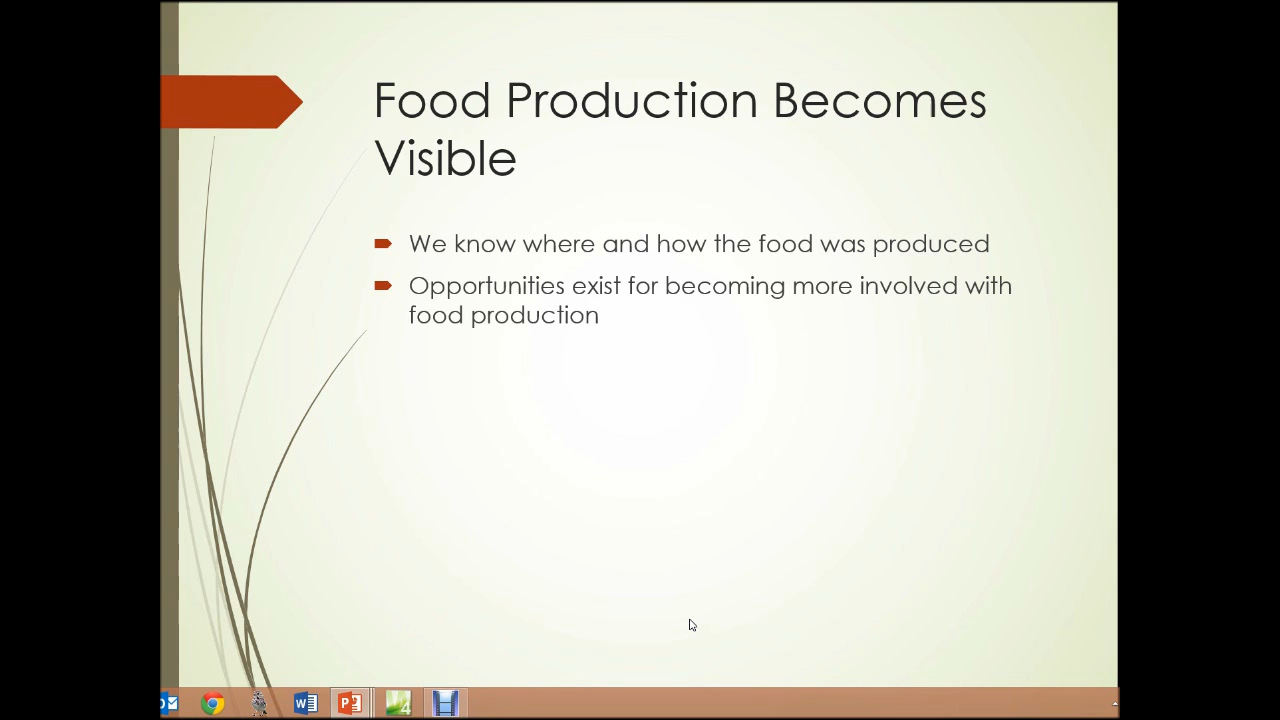 Food Production Becomes
Visible
We know where and how the food was produced
Opportunities exist for becoming more involved with
food production